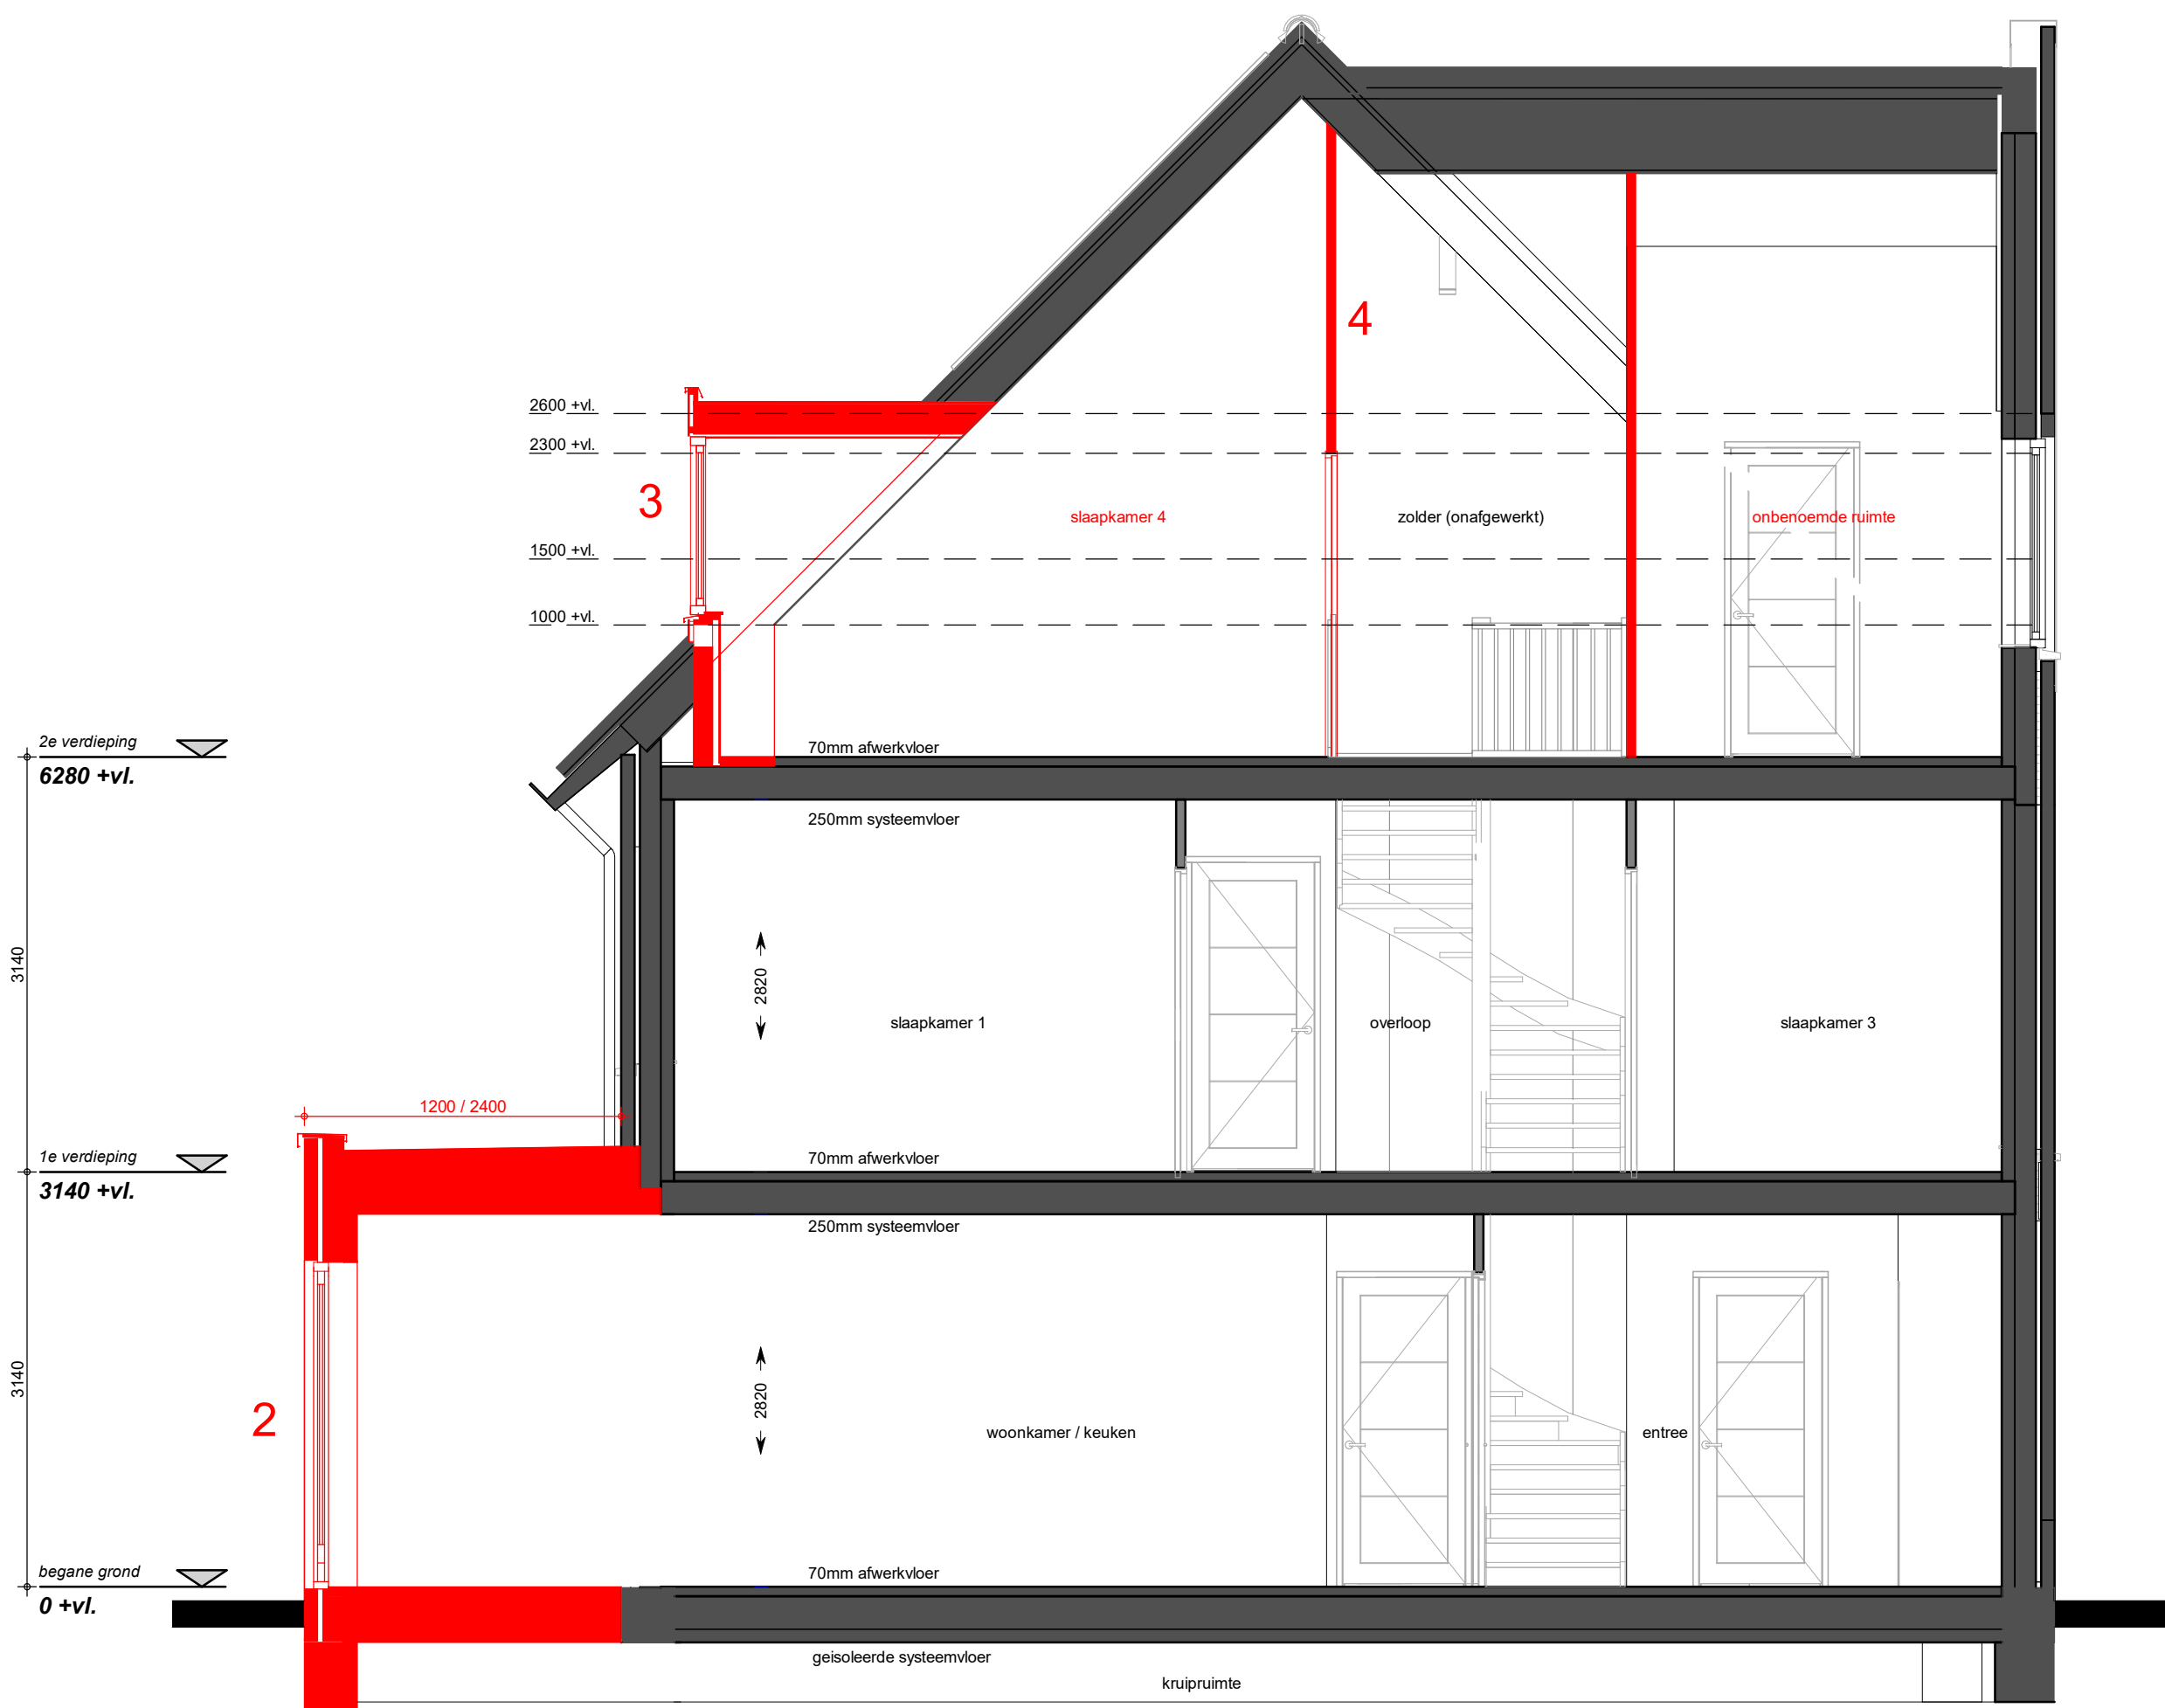 4
2600 +vl.
2300 +vl.
3
slaapkamer 4
zolder (onafgewerkt)
onbenoemde ruimte
1500 +vl.
1000 +vl.
2e verdieping
6280 +vl.
70mm afwerkvloer
250mm systeemvloer
3140
2820
slaapkamer 1
overloop
slaapkamer 3
1200 / 2400
1e verdieping
3140 +vl.
70mm afwerkvloer
250mm systeemvloer
3140
2820
2
woonkamer / keuken
entree
begane grond
0 +vl.
70mm afwerkvloer
geisoleerde systeemvloer
kruipruimte